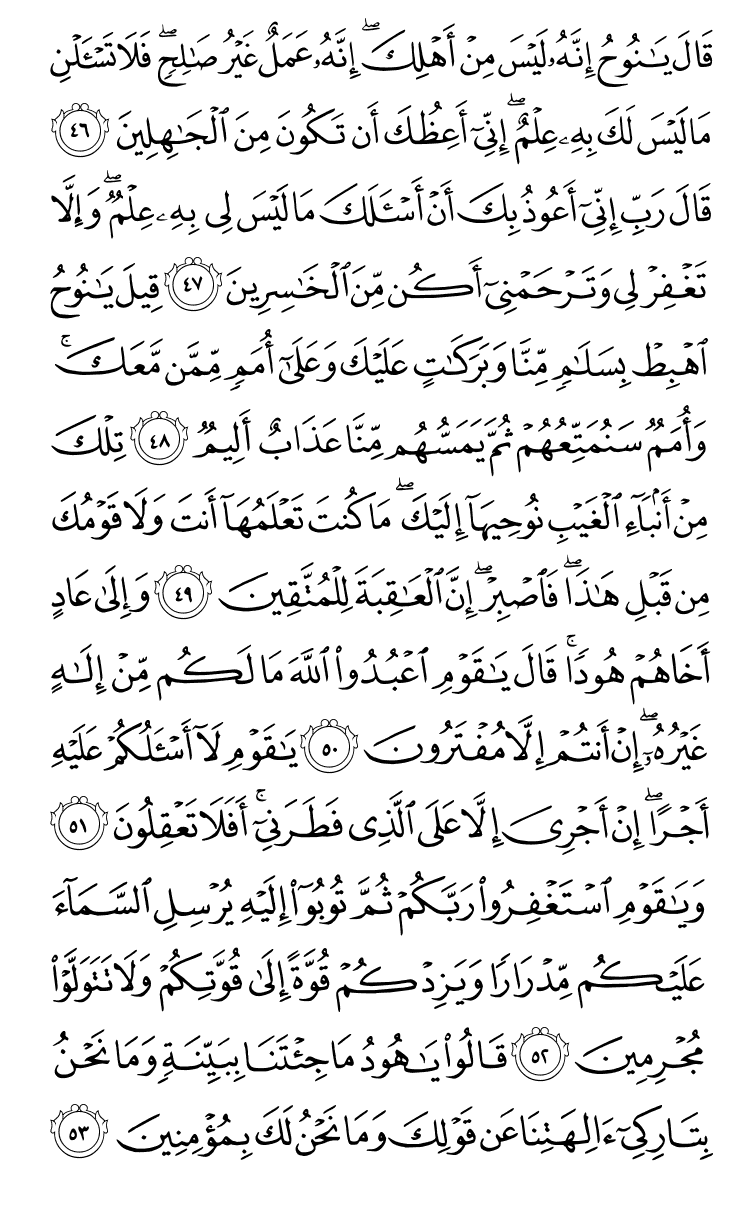 قَالَ يَٰنُوحُ إِنَّهُۥ لَيْسَ مِنْ أَهْلِكَ ۖ إِنَّهُۥ عَمَلٌ غَيْرُ صَٰلِحٍ ۖ فَلَا تَسْـَٔلْنِ
مَا لَيْسَ لَكَ بِهِۦ عِلْمٌ ۖ إِنِّىٓ أَعِظُكَ أَن تَكُونَ مِنَ ٱلْجَٰهِلِينَ ٤٦
قَالَ رَبِّ إِنِّىٓ أَعُوذُ بِكَ أَنْ أَسْـَٔلَكَ مَا لَيْسَ لِى بِهِۦ عِلْمٌ ۖ وَإِلَّا
تَغْفِرْ لِى وَتَرْحَمْنِىٓ أَكُن مِّنَ ٱلْخَٰسِرِينَ ٤٧ قِيلَ يَٰنُوحُ
ٱهْبِطْ بِسَلَٰمٍ مِّنَّا وَبَرَكَٰتٍ عَلَيْكَ وَعَلَىٰٓ أُمَمٍ مِّمَّن مَّعَكَ ۚ
وَأُمَمٌ سَنُمَتِّعُهُمْ ثُمَّ يَمَسُّهُم مِّنَّا عَذَابٌ أَلِيمٌ ٤٨ تِلْكَ
مِنْ أَنۢبَآءِ ٱلْغَيْبِ نُوحِيهَآ إِلَيْكَ ۖ مَا كُنتَ تَعْلَمُهَآ أَنتَ وَلَا قَوْمُكَ
مِن قَبْلِ هَٰذَا ۖ فَٱصْبِرْ ۖ إِنَّ ٱلْعَٰقِبَةَ لِلْمُتَّقِينَ ٤٩ وَإِلَىٰ عَادٍ
أَخَاهُمْ هُودًا ۚ قَالَ يَٰقَوْمِ ٱعْبُدُوا۟ ٱللَّهَ مَا لَكُم مِّنْ إِلَٰهٍ
غَيْرُهُۥٓ ۖ إِنْ أَنتُمْ إِلَّا مُفْتَرُونَ ٥٠ يَٰقَوْمِ لَآ أَسْـَٔلُكُمْ عَلَيْهِ
أَجْرًا ۖ إِنْ أَجْرِىَ إِلَّا عَلَى ٱلَّذِى فَطَرَنِىٓ ۚ أَفَلَا تَعْقِلُونَ ٥١
وَيَٰقَوْمِ ٱسْتَغْفِرُوا۟ رَبَّكُمْ ثُمَّ تُوبُوٓا۟ إِلَيْهِ يُرْسِلِ ٱلسَّمَآءَ
عَلَيْكُم مِّدْرَارًا وَيَزِدْكُمْ قُوَّةً إِلَىٰ قُوَّتِكُمْ وَلَا تَتَوَلَّوْا۟
مُجْرِمِينَ ٥٢ قَالُوا۟ يَٰهُودُ مَا جِئْتَنَا بِبَيِّنَةٍ وَمَا نَحْنُ
بِتَارِكِىٓ ءَالِهَتِنَا عَن قَوْلِكَ وَمَا نَحْنُ لَكَ بِمُؤْمِنِينَ ٥٣